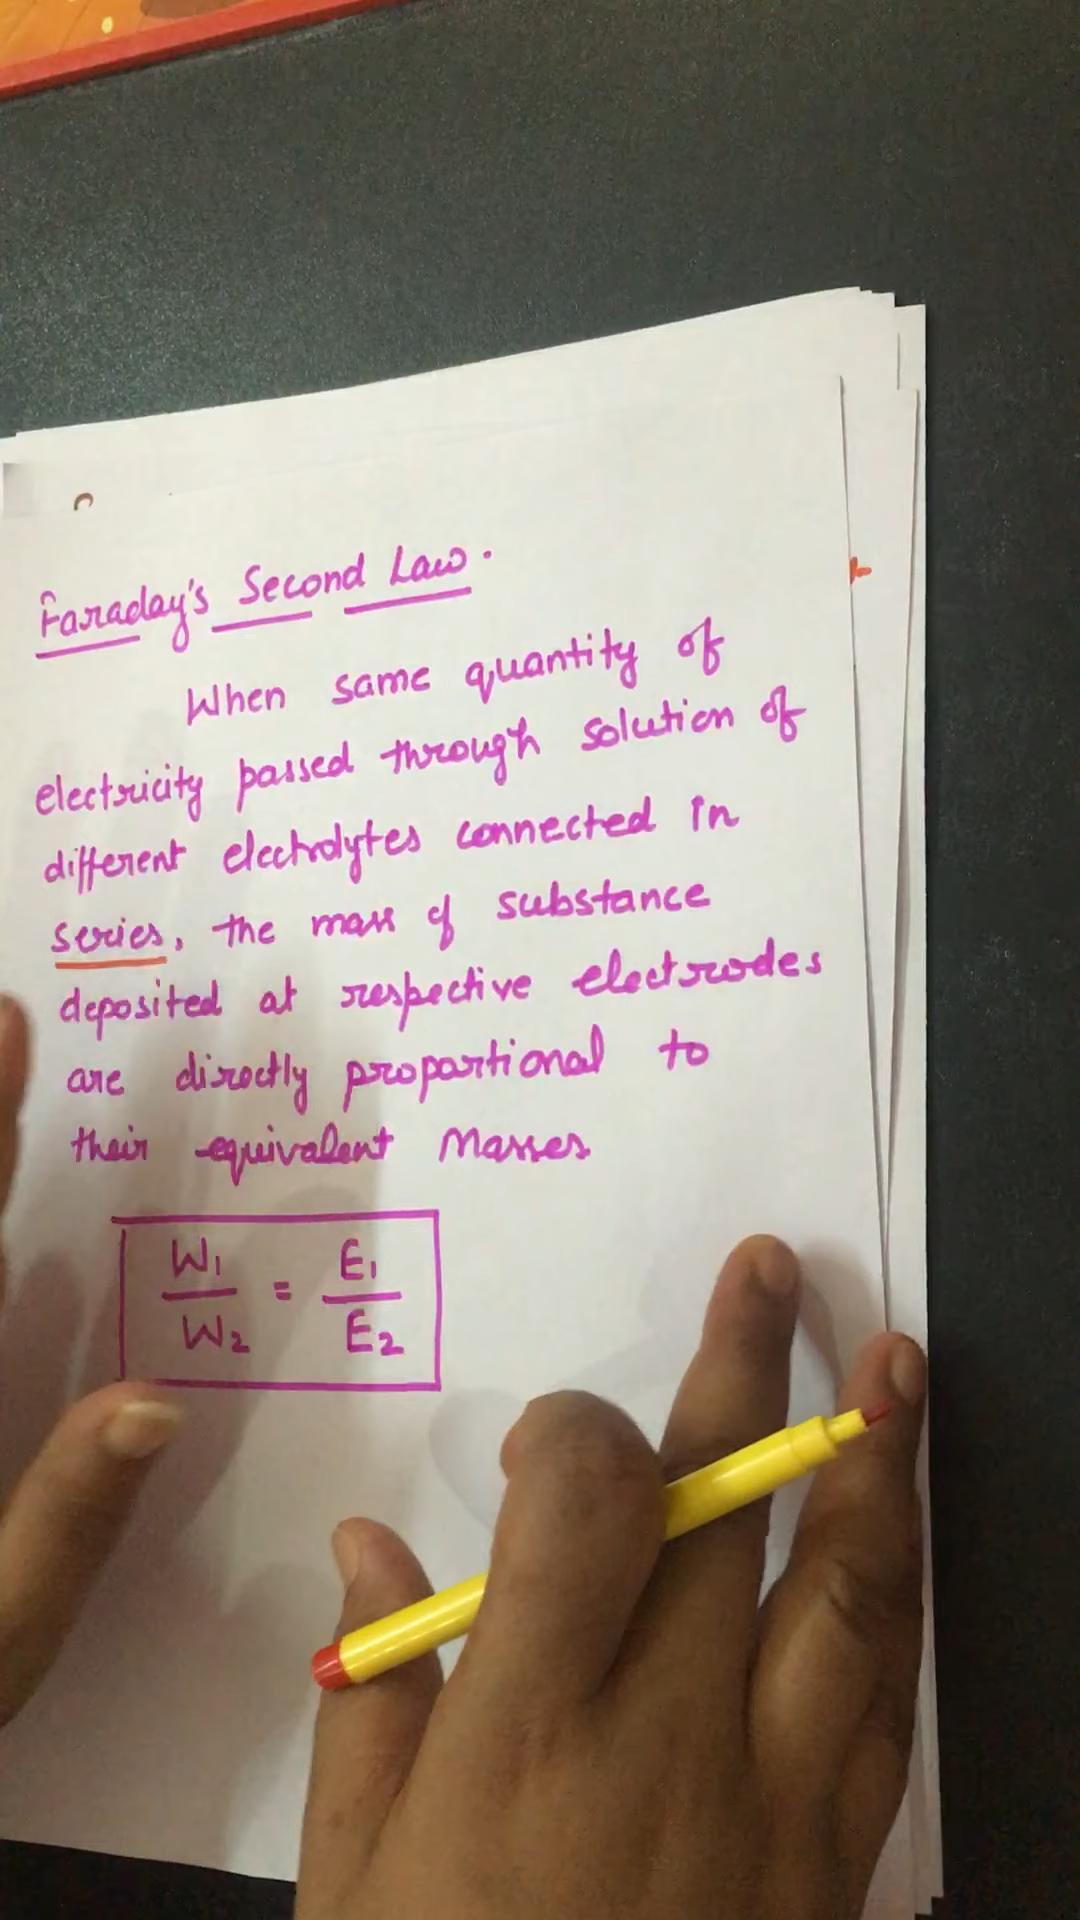 Faraday's Second Law.
When same quantity of
electricity passed through solution of
different electrolytes connected in
series, the mass of substance
deposited at respective electrodes
are directly proportional to
their equivalent Masses
W1/W2 = E1/E2